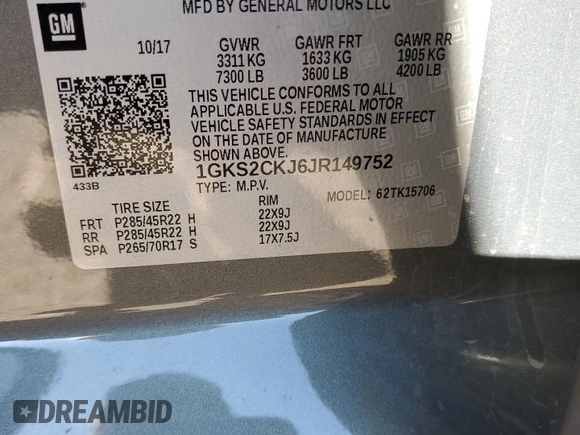 MFD BY GENERAL MOTORS LLC
GM
10/17 GVWR GAWR FRT GAWR RR
3311 KG 1633 KG 1905 KG
7300 LB 3600 LB 4200 LB
THIS VEHICLE CONFORMS TO ALL
APPLICABLE U.S. FEDERAL MOTOR
VEHICLE SAFETY STANDARDS IN EFFECT
ON THE DATE OF MANUFACTURE
SHOWN ABOVE.
433B
1GKS2CKJ6JR149752
TYPE: M.P.V. MODEL: 62TK15706
TIRE SIZE RIM
FRT P285/45R22 H 22X9J
RR P285/45R22 H 22X9J
SPA P265/70R17 S 17X7.5J
DREAMBID